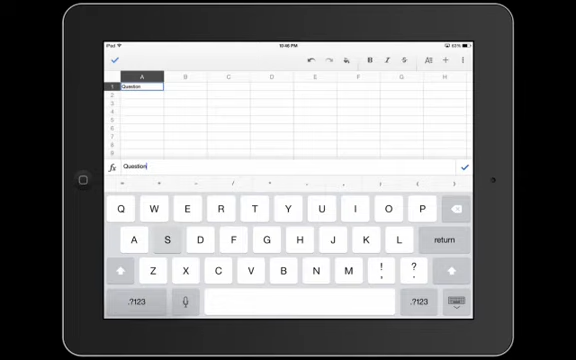 iPad 10:46 PM 63%
B I S A +
A B C D E F G H
1 Question
2
3
4
5
6
7
8
9
fx Question
= + - / * . , : ( )
Q W E R T Y U I O P
A S D F G H J K L return
Z X C V B N M ! , ? .
.?123 .?123